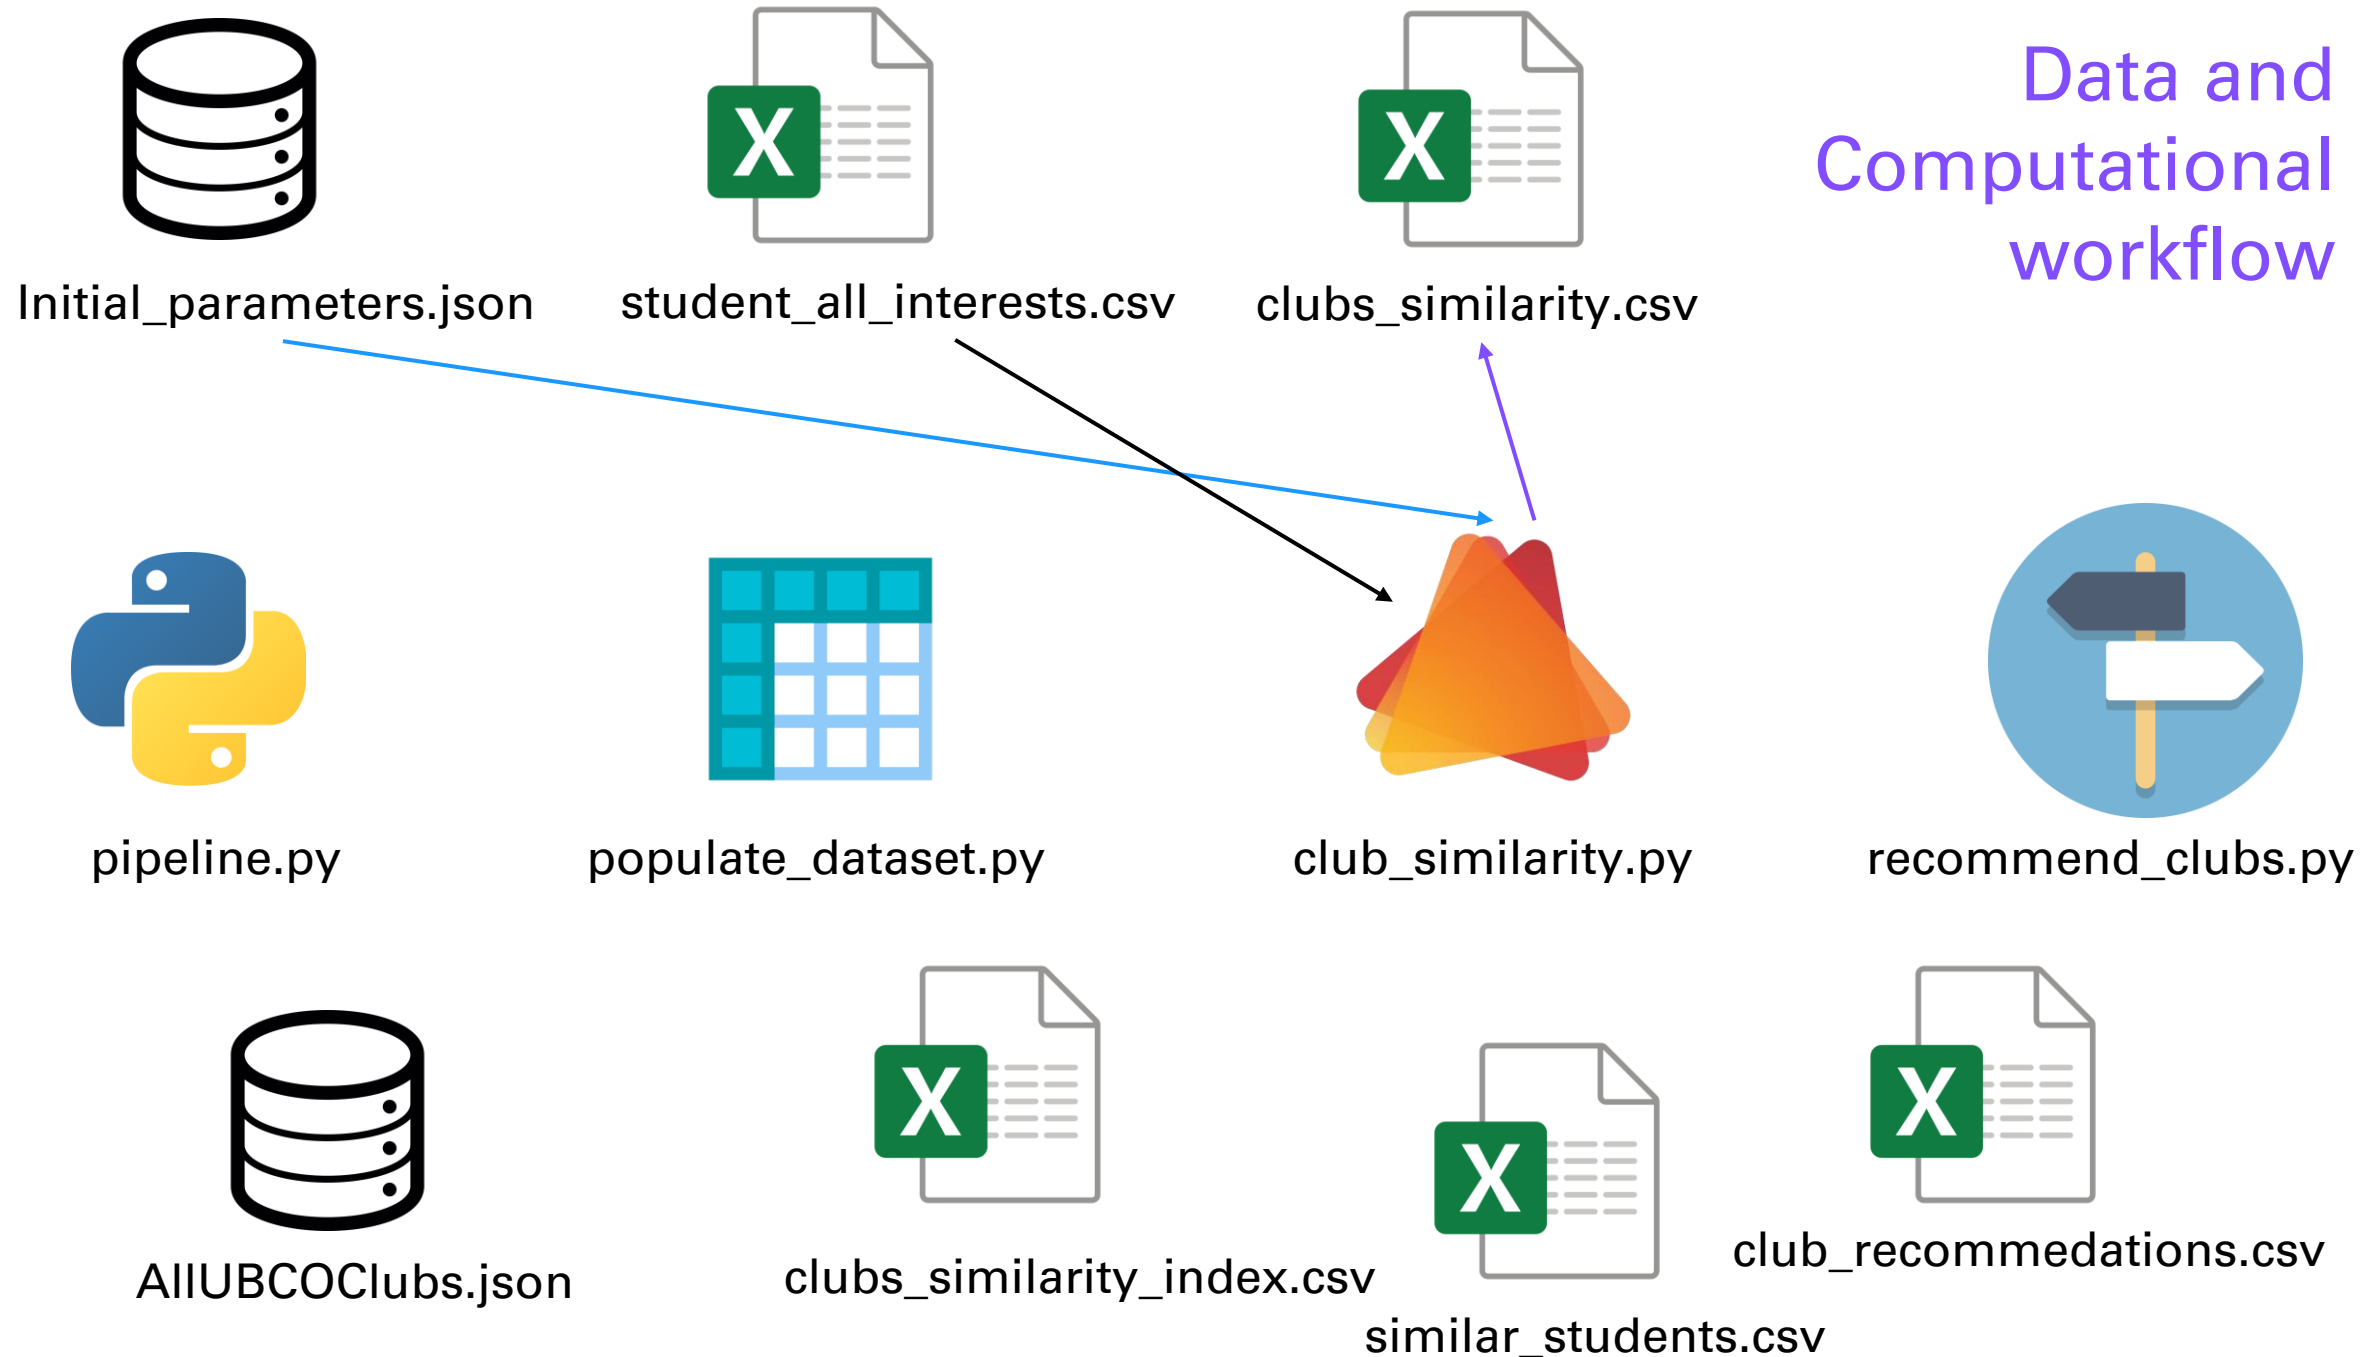 Data and
Computational
workflow
X
X
Initial_parameters.json
student_all_interests.csv
clubs_similarity.csv
pipeline.py
populate_dataset.py
club_similarity.py
recommend_clubs.py
X
X
X
AllUBCOClubs.json
clubs_similarity_index.csv
similar_students.csv
club_recommedations.csv